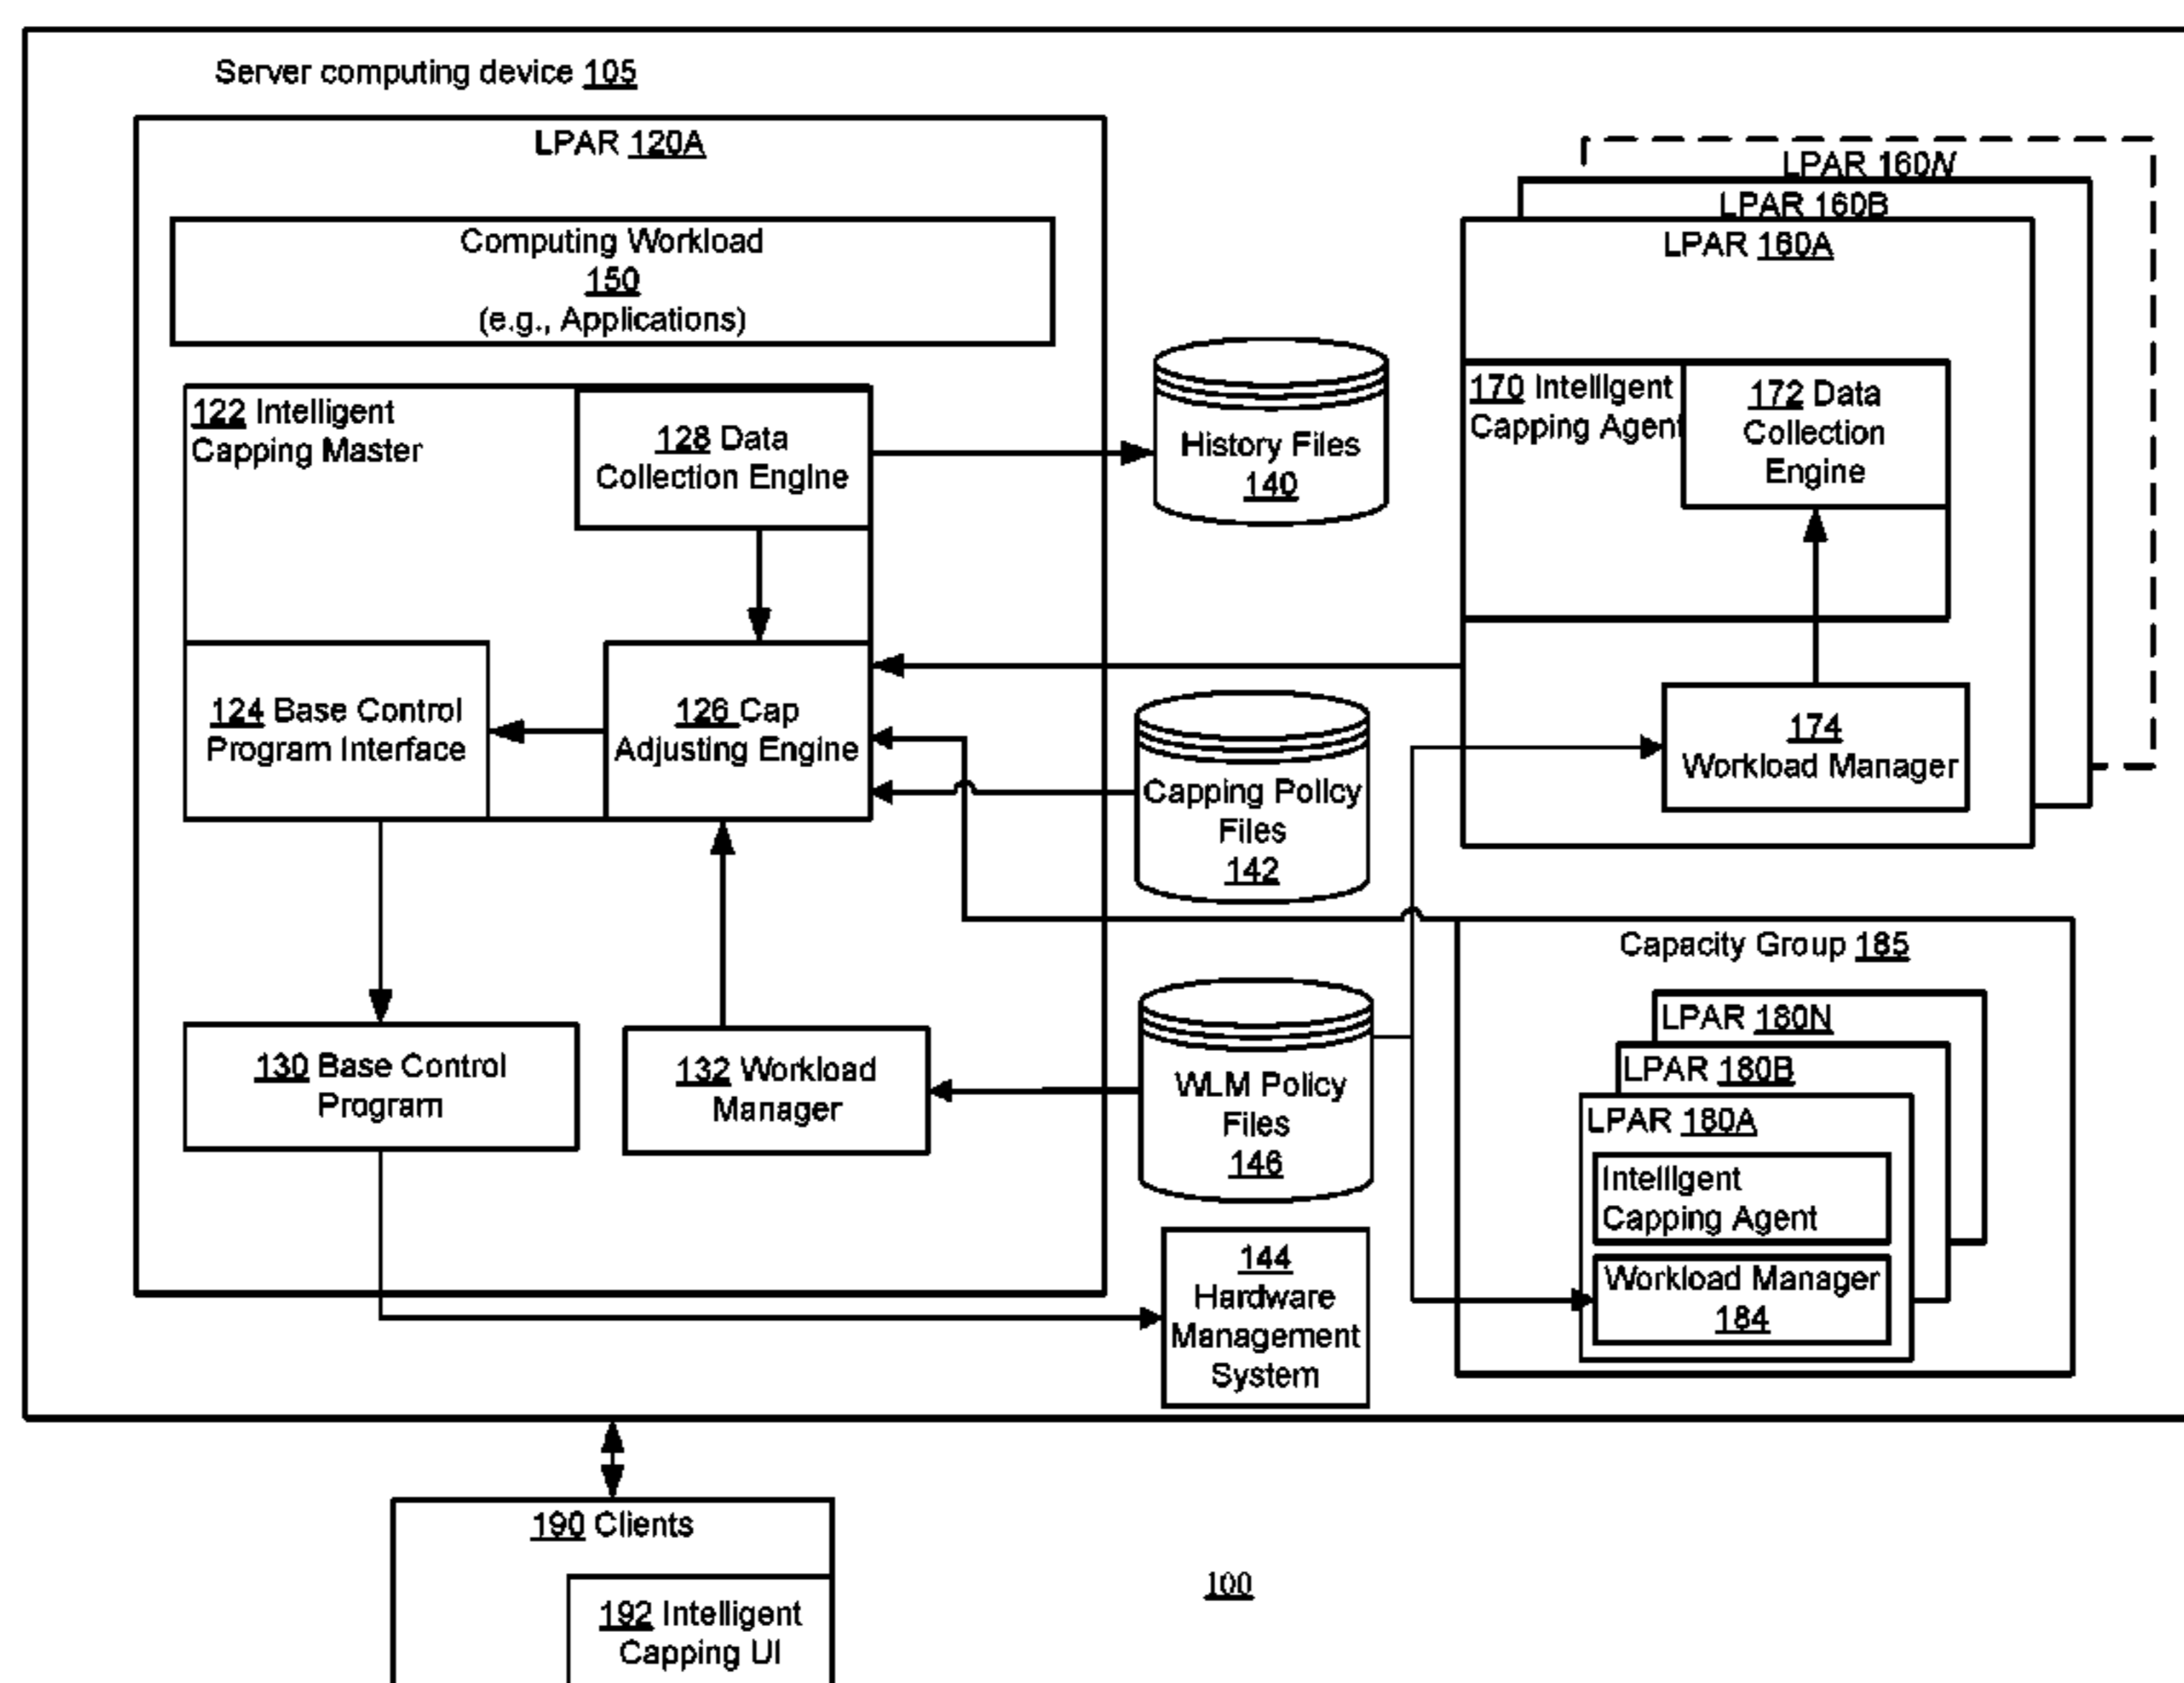 Server computing device 105
LPAR 120A
Computing Workload
150
(e.g., Applications)
122 Intelligent
Capping Master
128 Data
Collection Engine
124 Base Control
Program Interface
126 Cap
Adjusting Engine
130 Base Control
Program
132 Workload
Manager
History Files
140
Capping Policy
Files
142
WLM Policy
Files
146
144
Hardware
Management
System
LPAR 160N
LPAR 160B
LPAR 160A
170 Intelligent
Capping Agent
172 Data
Collection
Engine
174
Workload Manager
Capacity Group 185
LPAR 180N
LPAR 180B
LPAR 180A
Intelligent
Capping Agent
Workload Manager
184
190 Clients
192 Intelligent
Capping UI
100